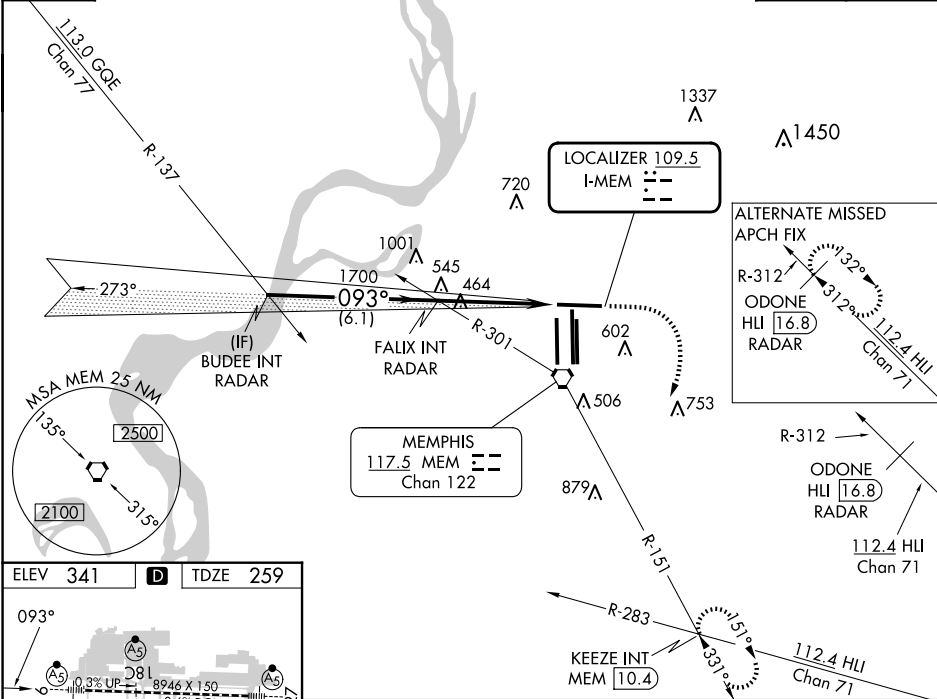 113.0 GQE
Chan 77
R-137
1337
1450
LOCALIZER 109.5
I-MEM
720
ALTERNATE MISSED
APCH FIX
R-312
132°
312°
ODONE
HLI 16.8
RADAR
112.4 HLI
Chan 71
1001
545
464
1700
273°
093°
(6.1)
R-301
(IF)
BUDEE INT
RADAR
FALIX INT
RADAR
602
506
753
MSA MEM 25 NM
135°
2500
2100
315°
MEMPHIS
117.5 MEM
Chan 122
R-312
ODONE
HLI 16.8
RADAR
112.4 HLI
Chan 71
879
R-151
R-283
151°
331°
KEEZE INT
MEM 10.4
112.4 HLI
Chan 71
ELEV 341 D TDZE 259
093°
A5
A5
A5
18C
9
0.3% UP
8946 X 150
27